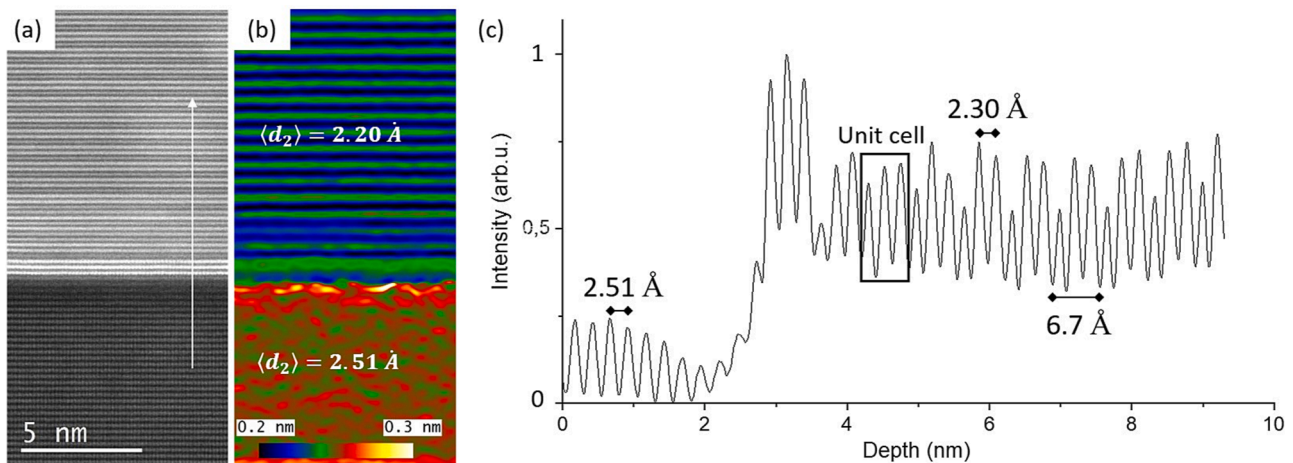 (a)
5 nm
(b)
⟨d₂⟩ = 2.20 Å
⟨d₂⟩ = 2.51 Å
0.2 nm 0.3 nm
(c)
Intensity (arb.u.)
1
0,5
0
2.51 Å
Unit cell
2.30 Å
6.7 Å
0 2 4 6 8 10
Depth (nm)